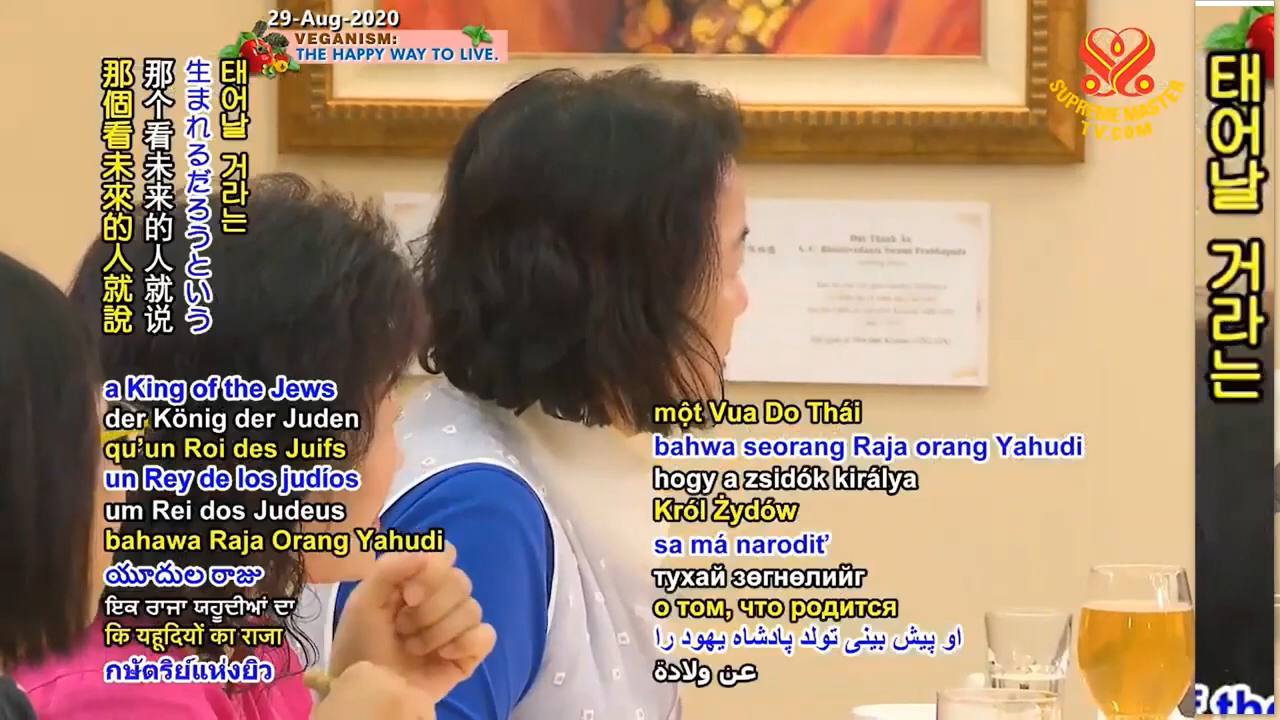 29-Aug-2020
VEGANISM:
THE HAPPY WAY TO LIVE.
SUPREME MASTER
TV.COM
태어날 거라는
生まれるだろうという
那个看未来的人就说
那個看未來的人就說
a King of the Jews
der König der Juden
qu’un Roi des Juifs
un Rey de los judíos
um Rei dos Judeus
bahawa Raja Orang Yahudi
యూదుల రాజు
ਇਕ ਰਾਜਾ ਯਹੂਦੀਆਂ ਦਾ
कि यहूदियों का राजा
กษัตริย์แห่งยิว
một Vua Do Thái
bahwa seorang Raja orang Yahudi
hogy a zsidók királya
Król Żydów
sa má narodiť
тухай зөгнөлийг
о том, что родится
او پیش بینی تولد پادشاه یهود را
عن ولادة
태어날 거라는